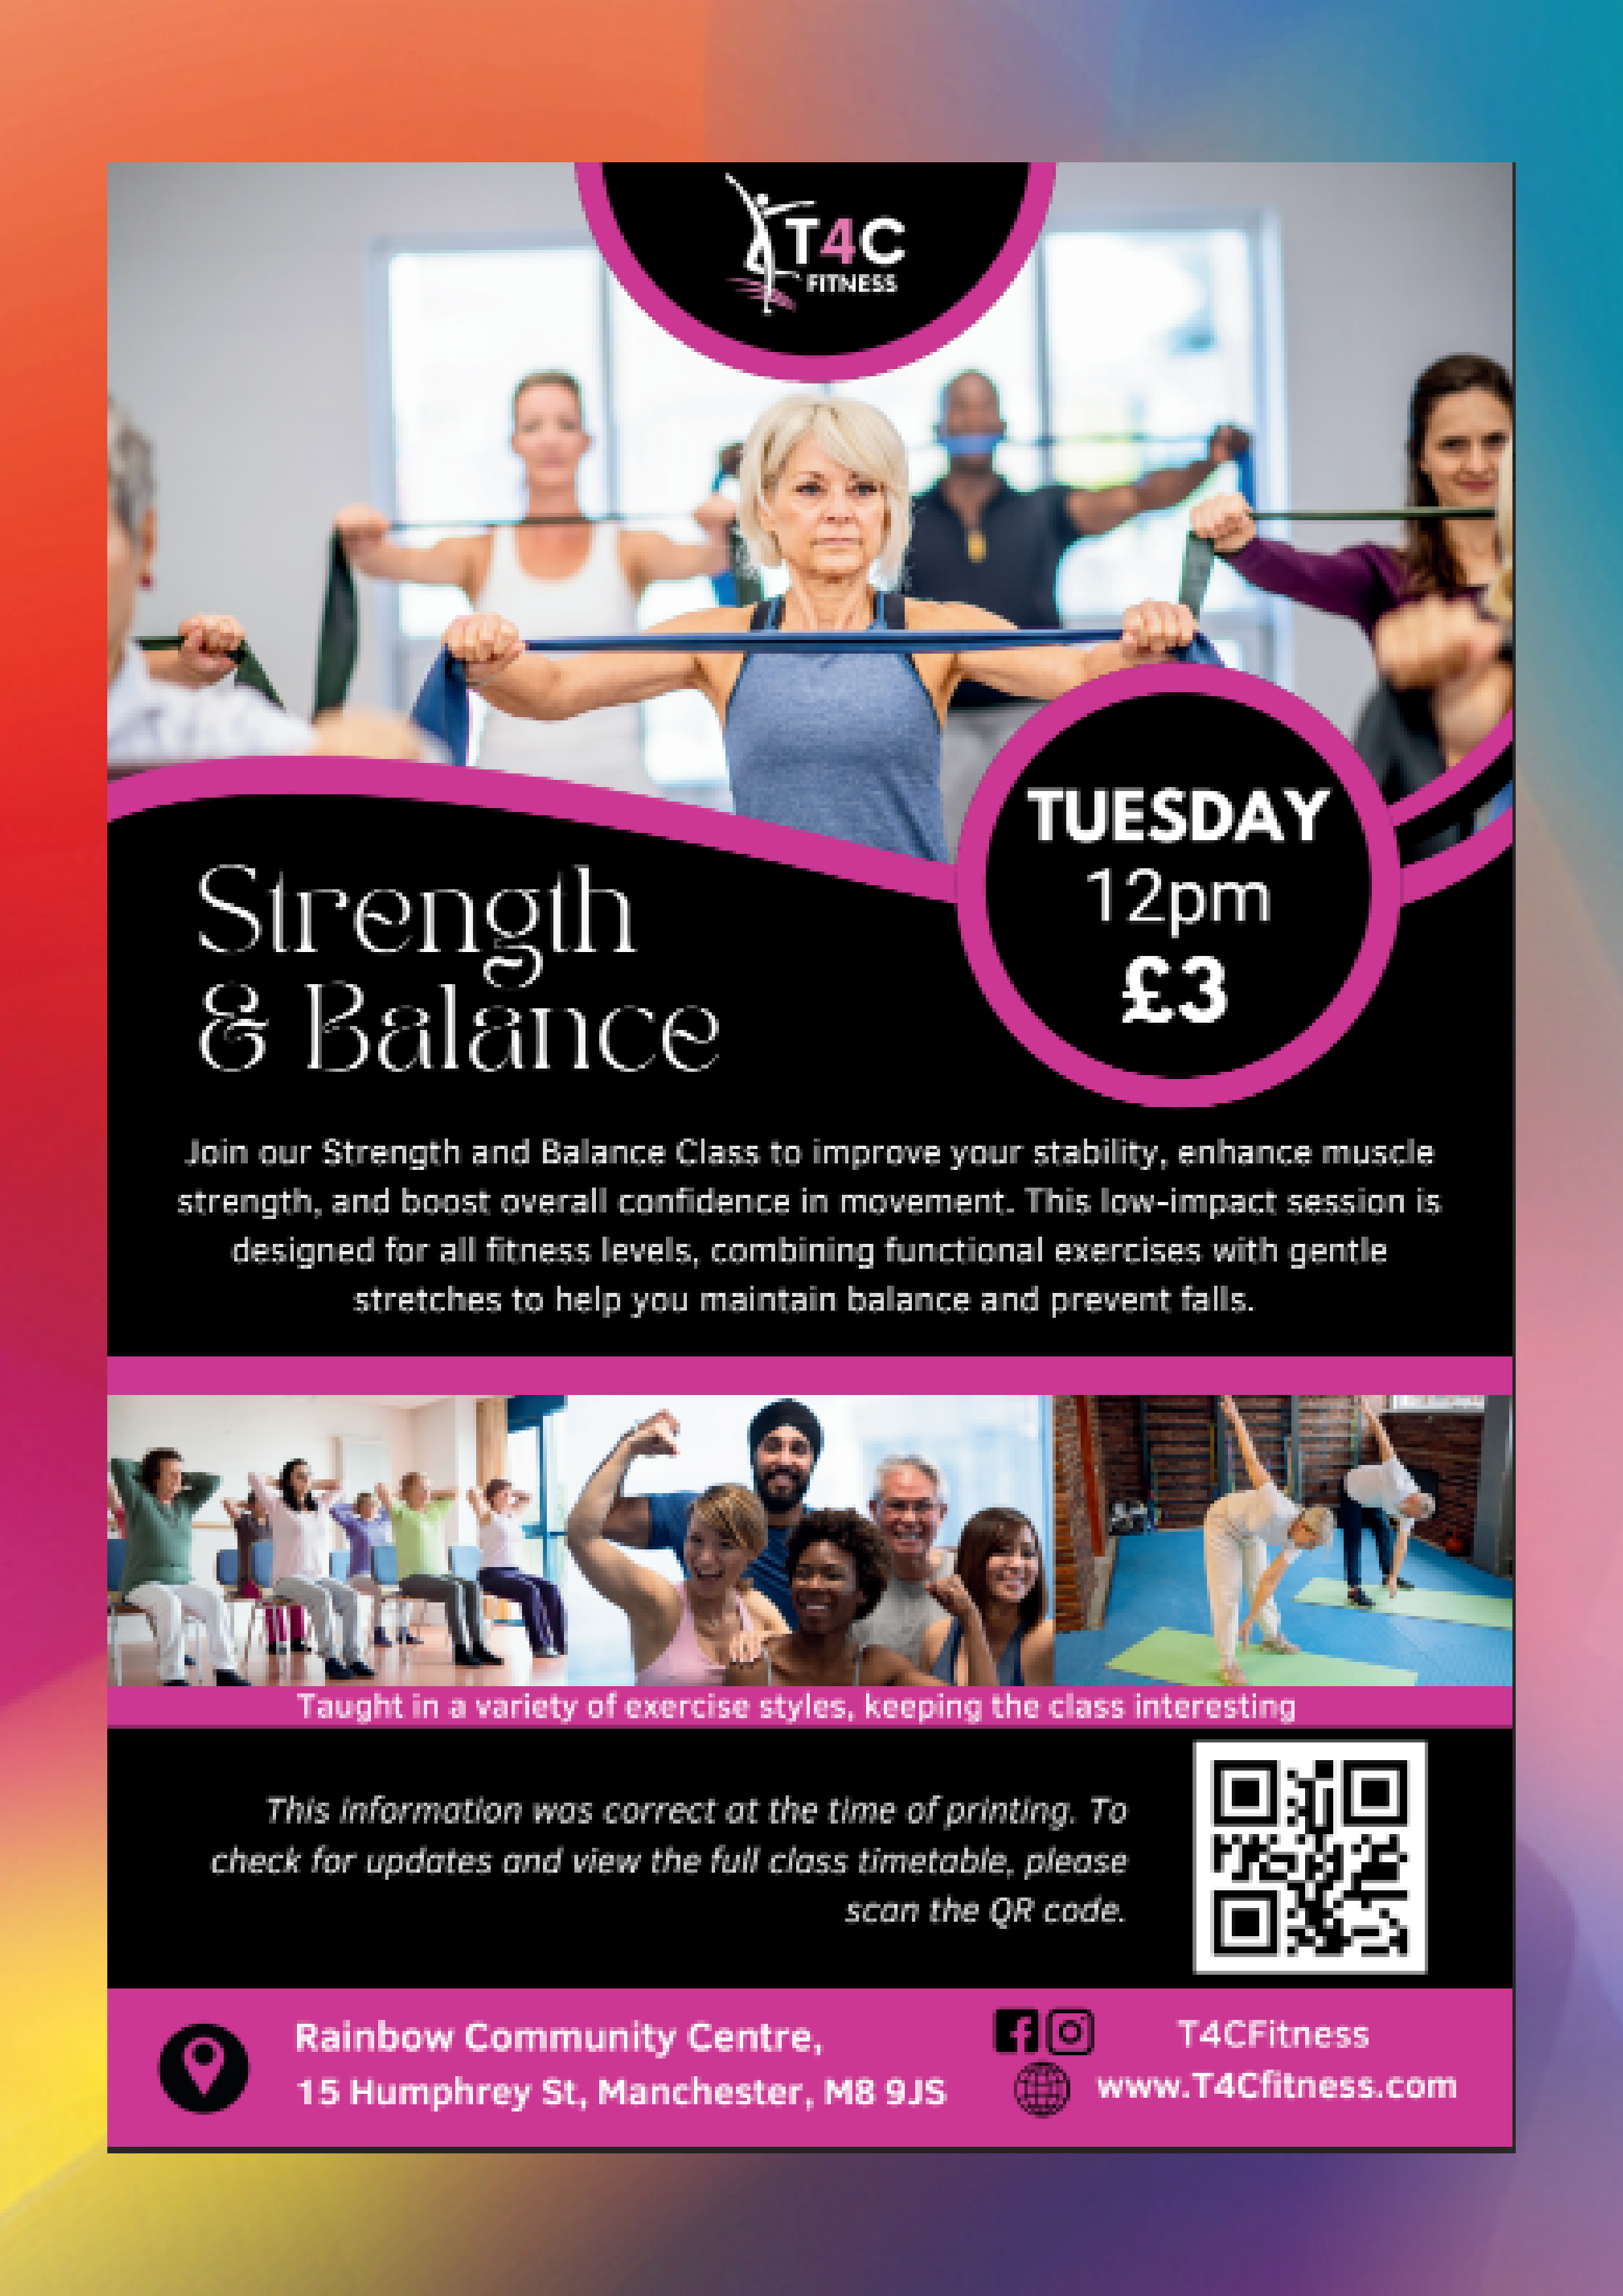 T4C
FITNESS
TUESDAY
12pm
£3
Strength
& Balance
Join our Strength and Balance Class to improve your stability, enhance muscle
strength, and boost overall confidence in movement. This low-impact session is
designed for all fitness levels, combining functional exercises with gentle
stretches to help you maintain balance and prevent falls.
Taught in a variety of exercise styles, keeping the class interesting
This information was correct at the time of printing. To
check for updates and view the full class timetable, please
scan the QR code.
Rainbow Community Centre,
15 Humphrey St, Manchester, M8 9JS
T4CFitness
www.T4Cfitness.com